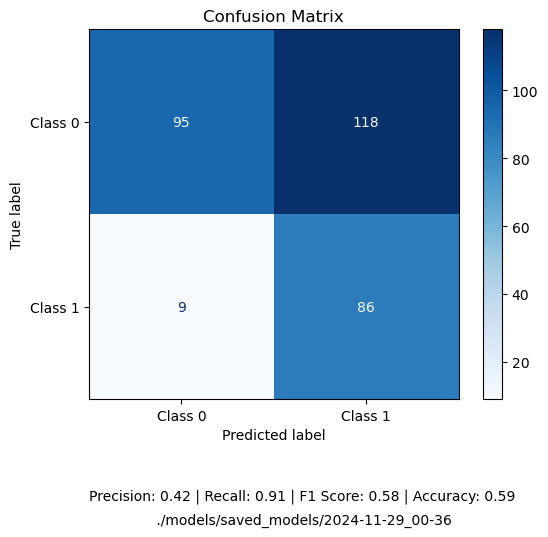 Confusion Matrix
Class 0
95
118
100
80
60
40
20
True label
Class 1
9
86
Class 0
Class 1
Predicted label
Precision: 0.42 | Recall: 0.91 | F1 Score: 0.58 | Accuracy: 0.59
./models/saved_models/2024-11-29_00-36